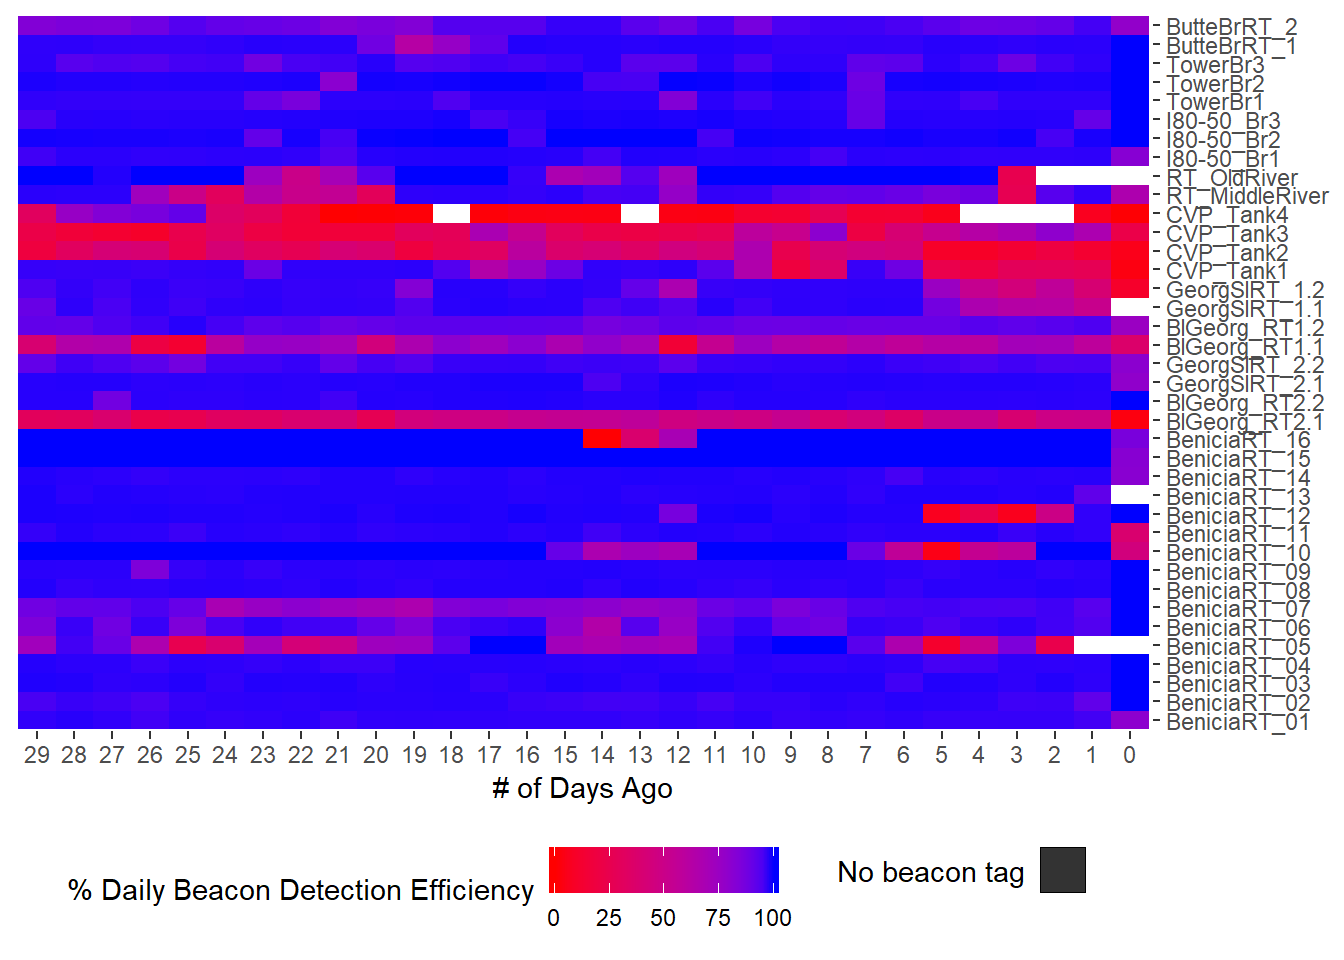 ButteBrRT_2
ButteBrRT_1
TowerBr3
TowerBr2
TowerBr1
I80-50_Br3
I80-50_Br2
I80-50_Br1
RT_OldRiver
RT_MiddleRiver
CVP_Tank4
CVP_Tank3
CVP_Tank2
CVP_Tank1
GeorgSlRT_1.2
GeorgSlRT_1.1
BlGeorg_RT1.2
BlGeorg_RT1.1
GeorgSlRT_2.2
GeorgSlRT_2.1
BlGeorg_RT2.2
BlGeorg_RT2.1
BeniciaRT_16
BeniciaRT_15
BeniciaRT_14
BeniciaRT_13
BeniciaRT_12
BeniciaRT_11
BeniciaRT_10
BeniciaRT_09
BeniciaRT_08
BeniciaRT_07
BeniciaRT_06
BeniciaRT_05
BeniciaRT_04
BeniciaRT_03
BeniciaRT_02
BeniciaRT_01
29 28 27 26 25 24 23 22 21 20 19 18 17 16 15 14 13 12 11 10 9 8 7 6 5 4 3 2 1 0
# of Days Ago
% Daily Beacon Detection Efficiency
0 25 50 75 100
No beacon tag